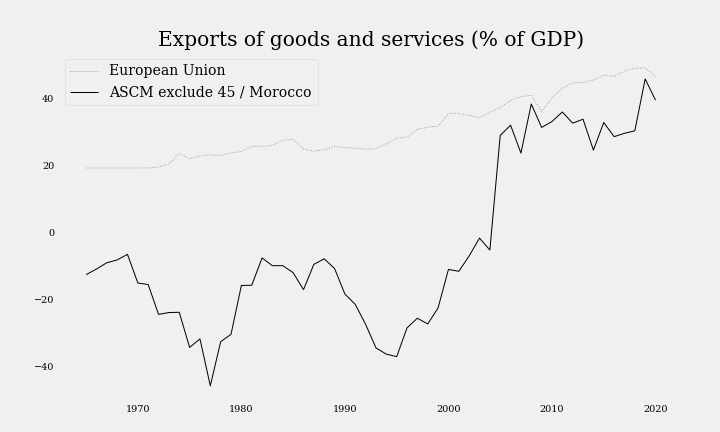 Exports of goods and services (% of GDP)
European Union
ASCM exclude 45 / Morocco
40
20
0
−20
−40
1970 1980 1990 2000 2010 2020